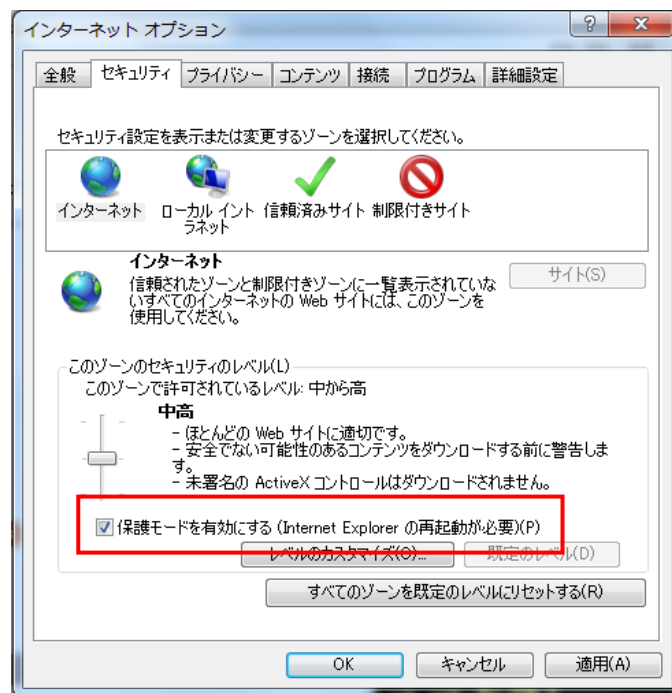 インターネット オプション
全般 セキュリティ プライバシー コンテンツ 接続 プログラム 詳細設定
セキュリティ設定を表示または変更するゾーンを選択してください。
インターネット ローカル イント 信頼済みサイト 制限付きサイト
ラネット
インターネット
サイト(S)
信頼されたゾーンと制限付きゾーンに一覧表示されていな
いすべてのインターネットの Web サイトには、このゾーンを
使用してください。
このゾーンのセキュリティのレベル(L)
このゾーンで許可されているレベル: 中から高
中高
- ほとんどの Web サイトに適切です。
- 安全でない可能性のあるコンテンツをダウンロードする前に警告しま
す。
- 未署名の ActiveX コントロールはダウンロードされません。
保護モードを有効にする (Internet Explorer の再起動が必要)(P)
レベルのカスタマイズ(C)... 既定のレベル(D)
すべてのゾーンを既定のレベルにリセットする(R)
OK キャンセル 適用(A)